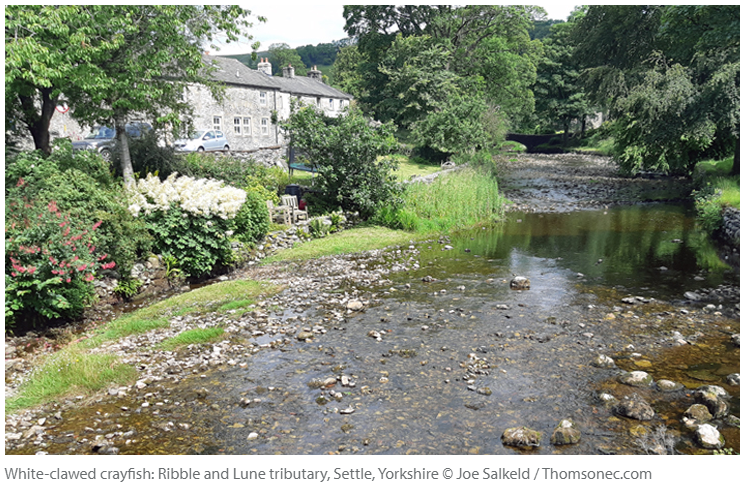 White-clawed crayfish: Ribble and Lune tributary, Settle, Yorkshire © Joe Salkeld / Thomsonec.com